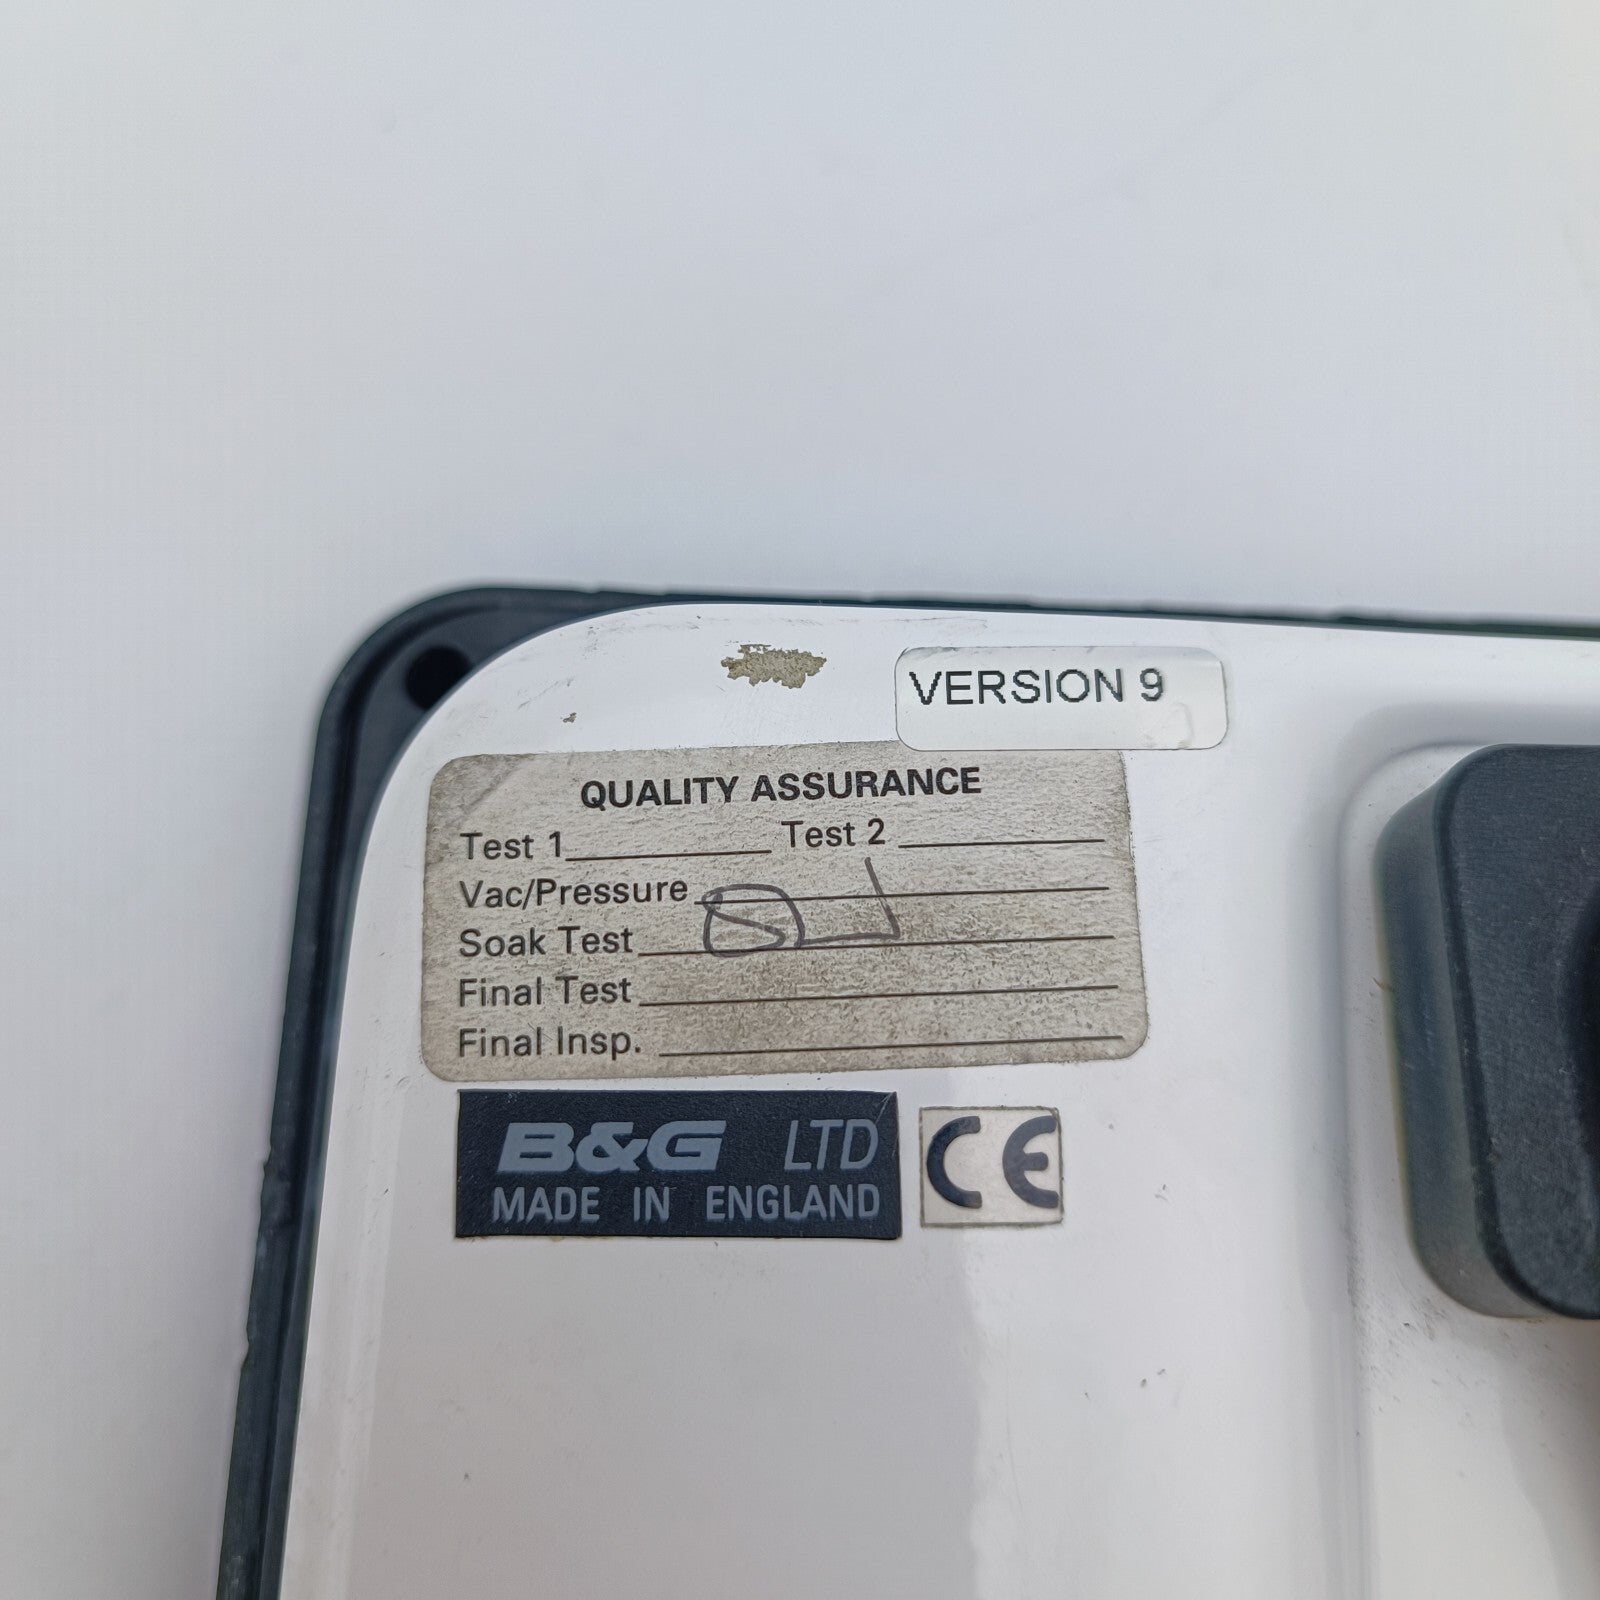 VERSION 9
QUALITY ASSURANCE
Test 1 Test 2
Vac/Pressure
Soak Test
Final Test
Final Insp.
B&G LTD
MADE IN ENGLAND
CE